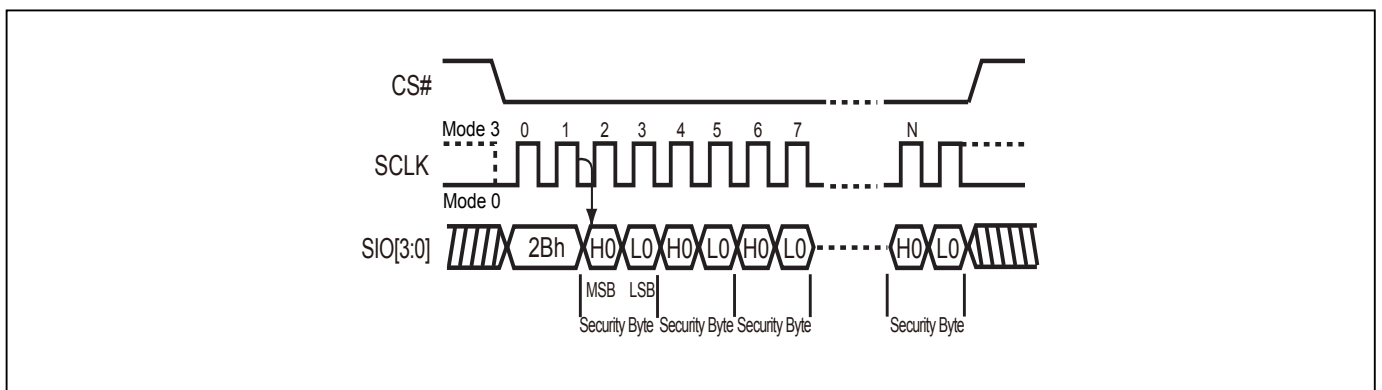 CS#
Mode 3 0 1 2 3 4 5 6 7 N
SCLK
Mode 0
SIO[3:0] 2Bh H0 L0 H0 L0 H0 L0 H0 L0
MSB LSB
Security Byte Security Byte Security Byte Security Byte